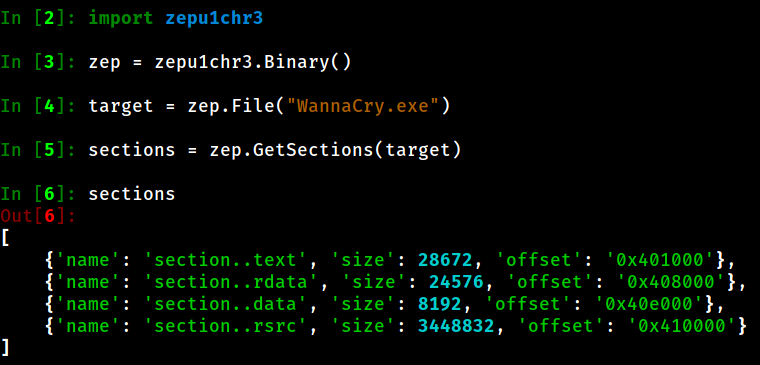 In [2]: import zepu1chr3
In [3]: zep = zepu1chr3.Binary()
In [4]: target = zep.File("WannaCry.exe")
In [5]: sections = zep.GetSections(target)
In [6]: sections
Out[6]:
[
    {'name': 'section..text', 'size': 28672, 'offset': '0x401000'},
    {'name': 'section..rdata', 'size': 24576, 'offset': '0x408000'},
    {'name': 'section..data', 'size': 8192, 'offset': '0x40e000'},
    {'name': 'section..rsrc', 'size': 3448832, 'offset': '0x410000'}
]